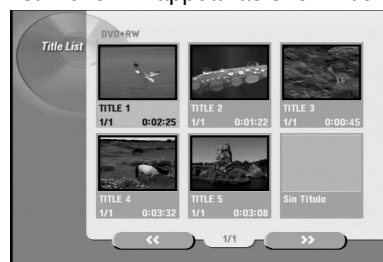 Title List
DVD+RW
TITLE 1
1/1 0:02:25
TITLE 2
1/1 0:01:22
TITLE 3
1/1 0:00:45
TITLE 4
1/1 0:03:32
TITLE 5
1/1 0:03:08
Sin Título
<< 1/1 >>